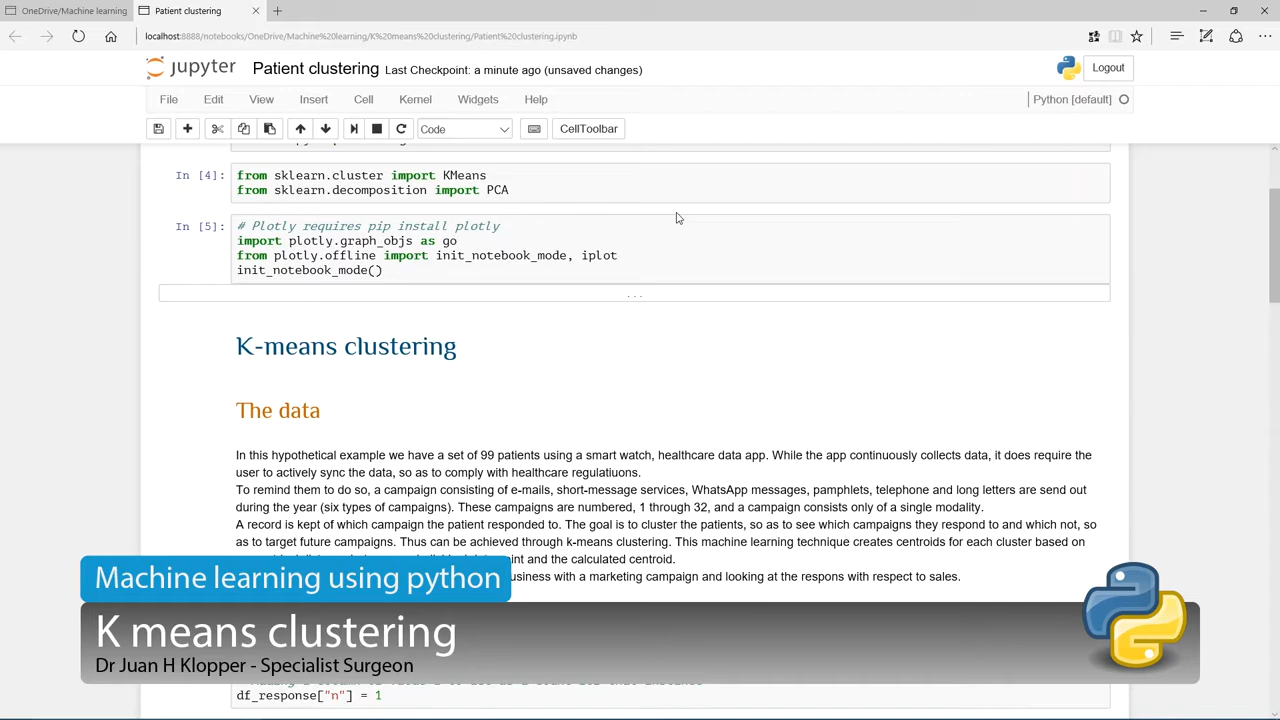 OneDrive/Machine learning
Patient clustering
localhost:8888/notebooks/OneDrive/Machine%20learning/K%20means%20clustering/Patient%20clustering.ipynb
jupyter Patient clustering Last Checkpoint: a minute ago (unsaved changes)
Logout
File Edit View Insert Cell Kernel Widgets Help
Python [default]
Code
CellToolbar
In [4]: from sklearn.cluster import KMeans
from sklearn.decomposition import PCA
In [5]: # Plotly requires pip install plotly
import plotly.graph_objs as go
from plotly.offline import init_notebook_mode, iplot
init_notebook_mode()
...
K-means clustering
The data
In this hypothetical example we have a set of 99 patients using a smart watch, healthcare data app. While the app continuously collects data, it does require the
user to actively sync the data, so as to comply with healthcare regulatiuons.
To remind them to do so, a campaign consisting of e-mails, short-message services, WhatsApp messages, pamphlets, telephone and long letters are send out
during the year (six types of campaigns). These campaigns are numbered, 1 through 32, and a campaign consists only of a single modality.
A record is kept of which campaign the patient responded to. The goal is to cluster the patients, so as to see which campaigns they respond to and which not, so
as to target future campaigns. Thus can be achieved through k-means clustering. This machine learning technique creates centroids for each cluster based on
and the calculated centroid.
with a marketing campaign and looking at the respons with respect to sales.
Machine learning using python
K means clustering
Dr Juan H Klopper - Specialist Surgeon
df_response["n"] = 1